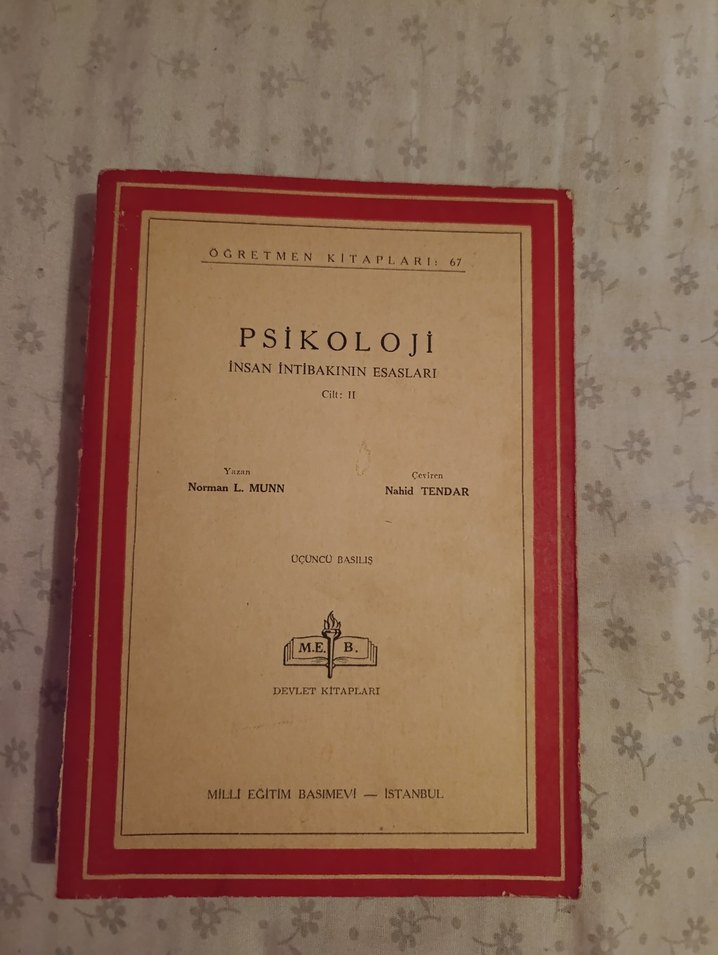 ÖĞRETMEN KİTAPLARI: 67
PSİKOLOJİ
İNSAN İNTİBAKININ ESASLARI
Cilt: II
Yazan
Norman L. MUNN
Çeviren
Nahid TENDAR
ÜÇÜNCÜ BASILIŞ
M.E. B.
DEVLET KİTAPLARI
MİLLÎ EĞİTİM BASIMEVİ — İSTANBUL